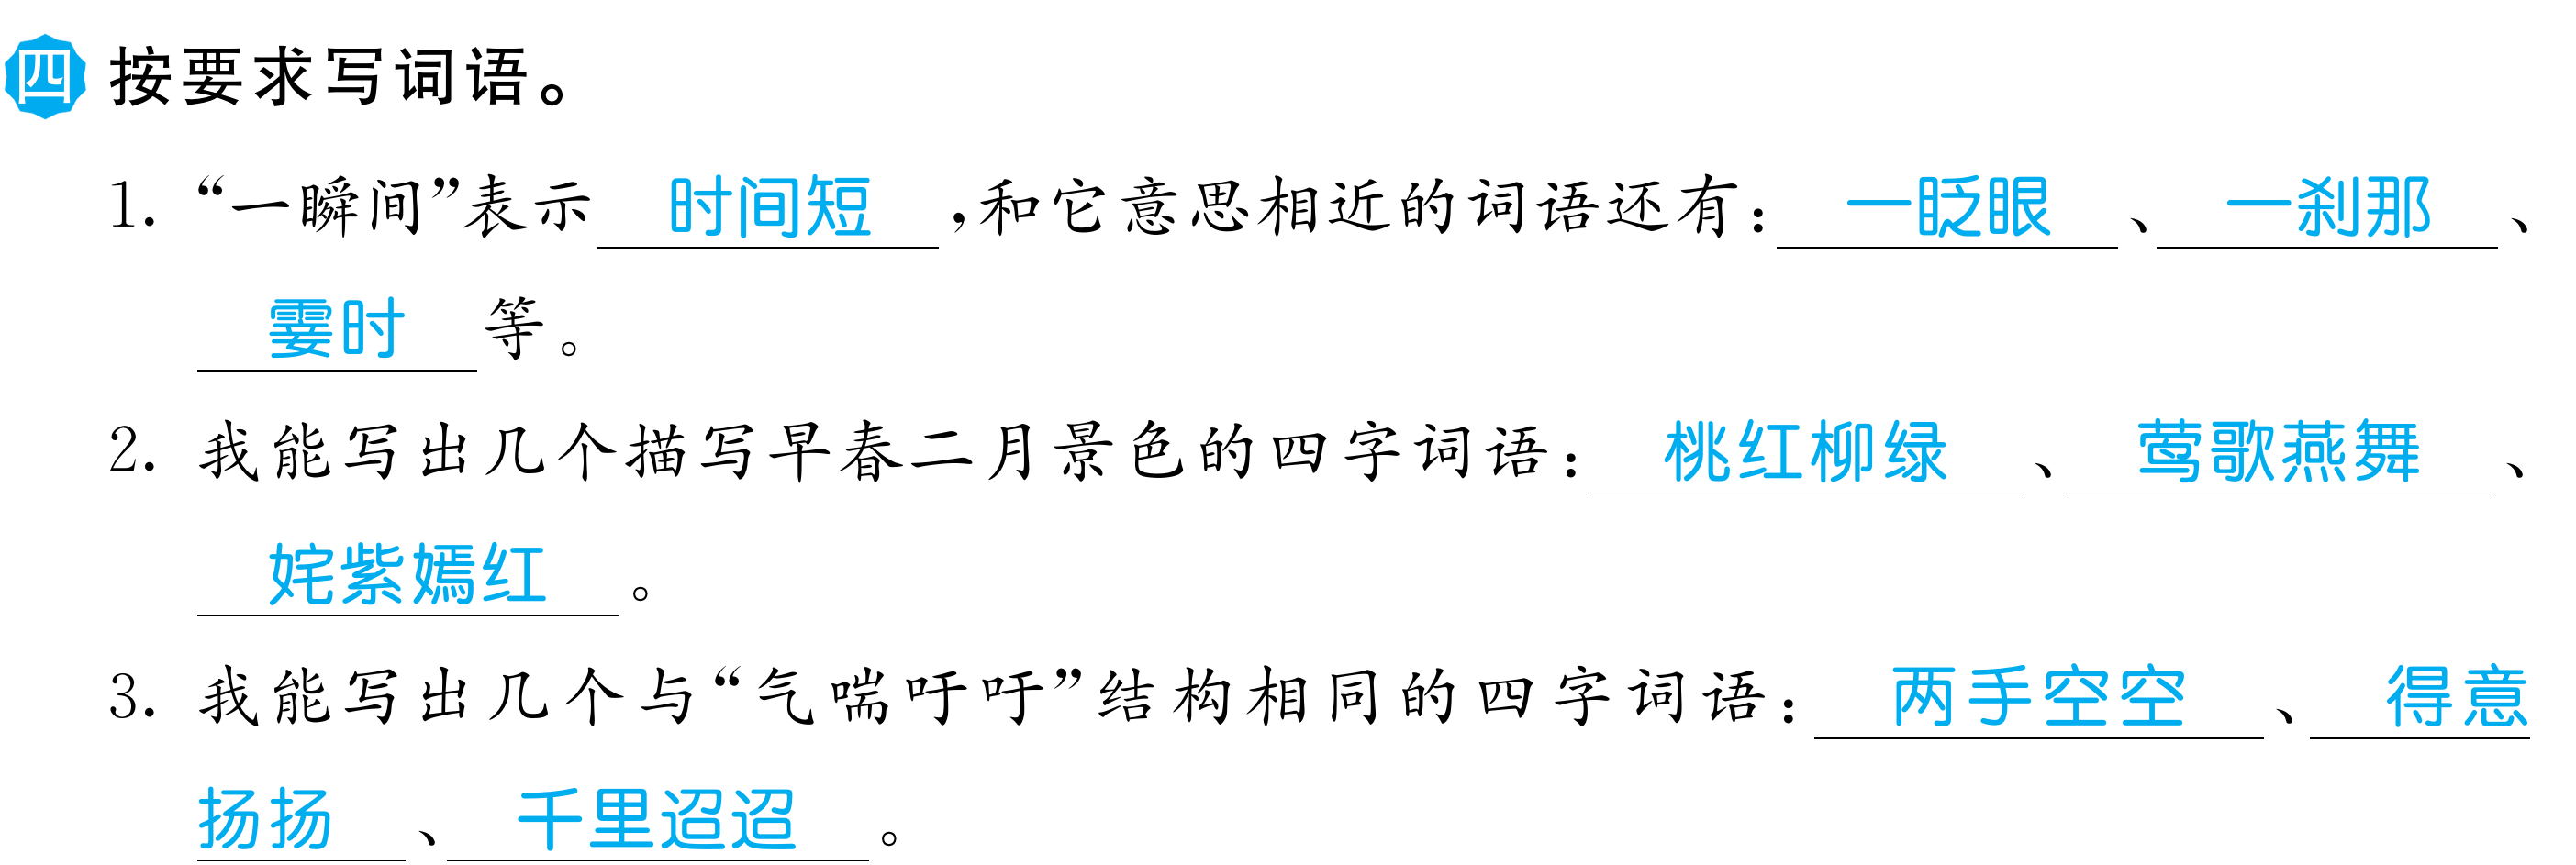 四 按要求写词语。
1. “一瞬间”表示 时间短 ,和它意思相近的词语还有: 一眨眼 、 一刹那 、
霎时 等。
2. 我能写出几个描写早春二月景色的四字词语: 桃红柳绿 、 莺歌燕舞 、
姹紫嫣红 。
3. 我能写出几个与“气喘吁吁”结构相同的四字词语: 两手空空 、 得意
扬扬 、 千里迢迢 。